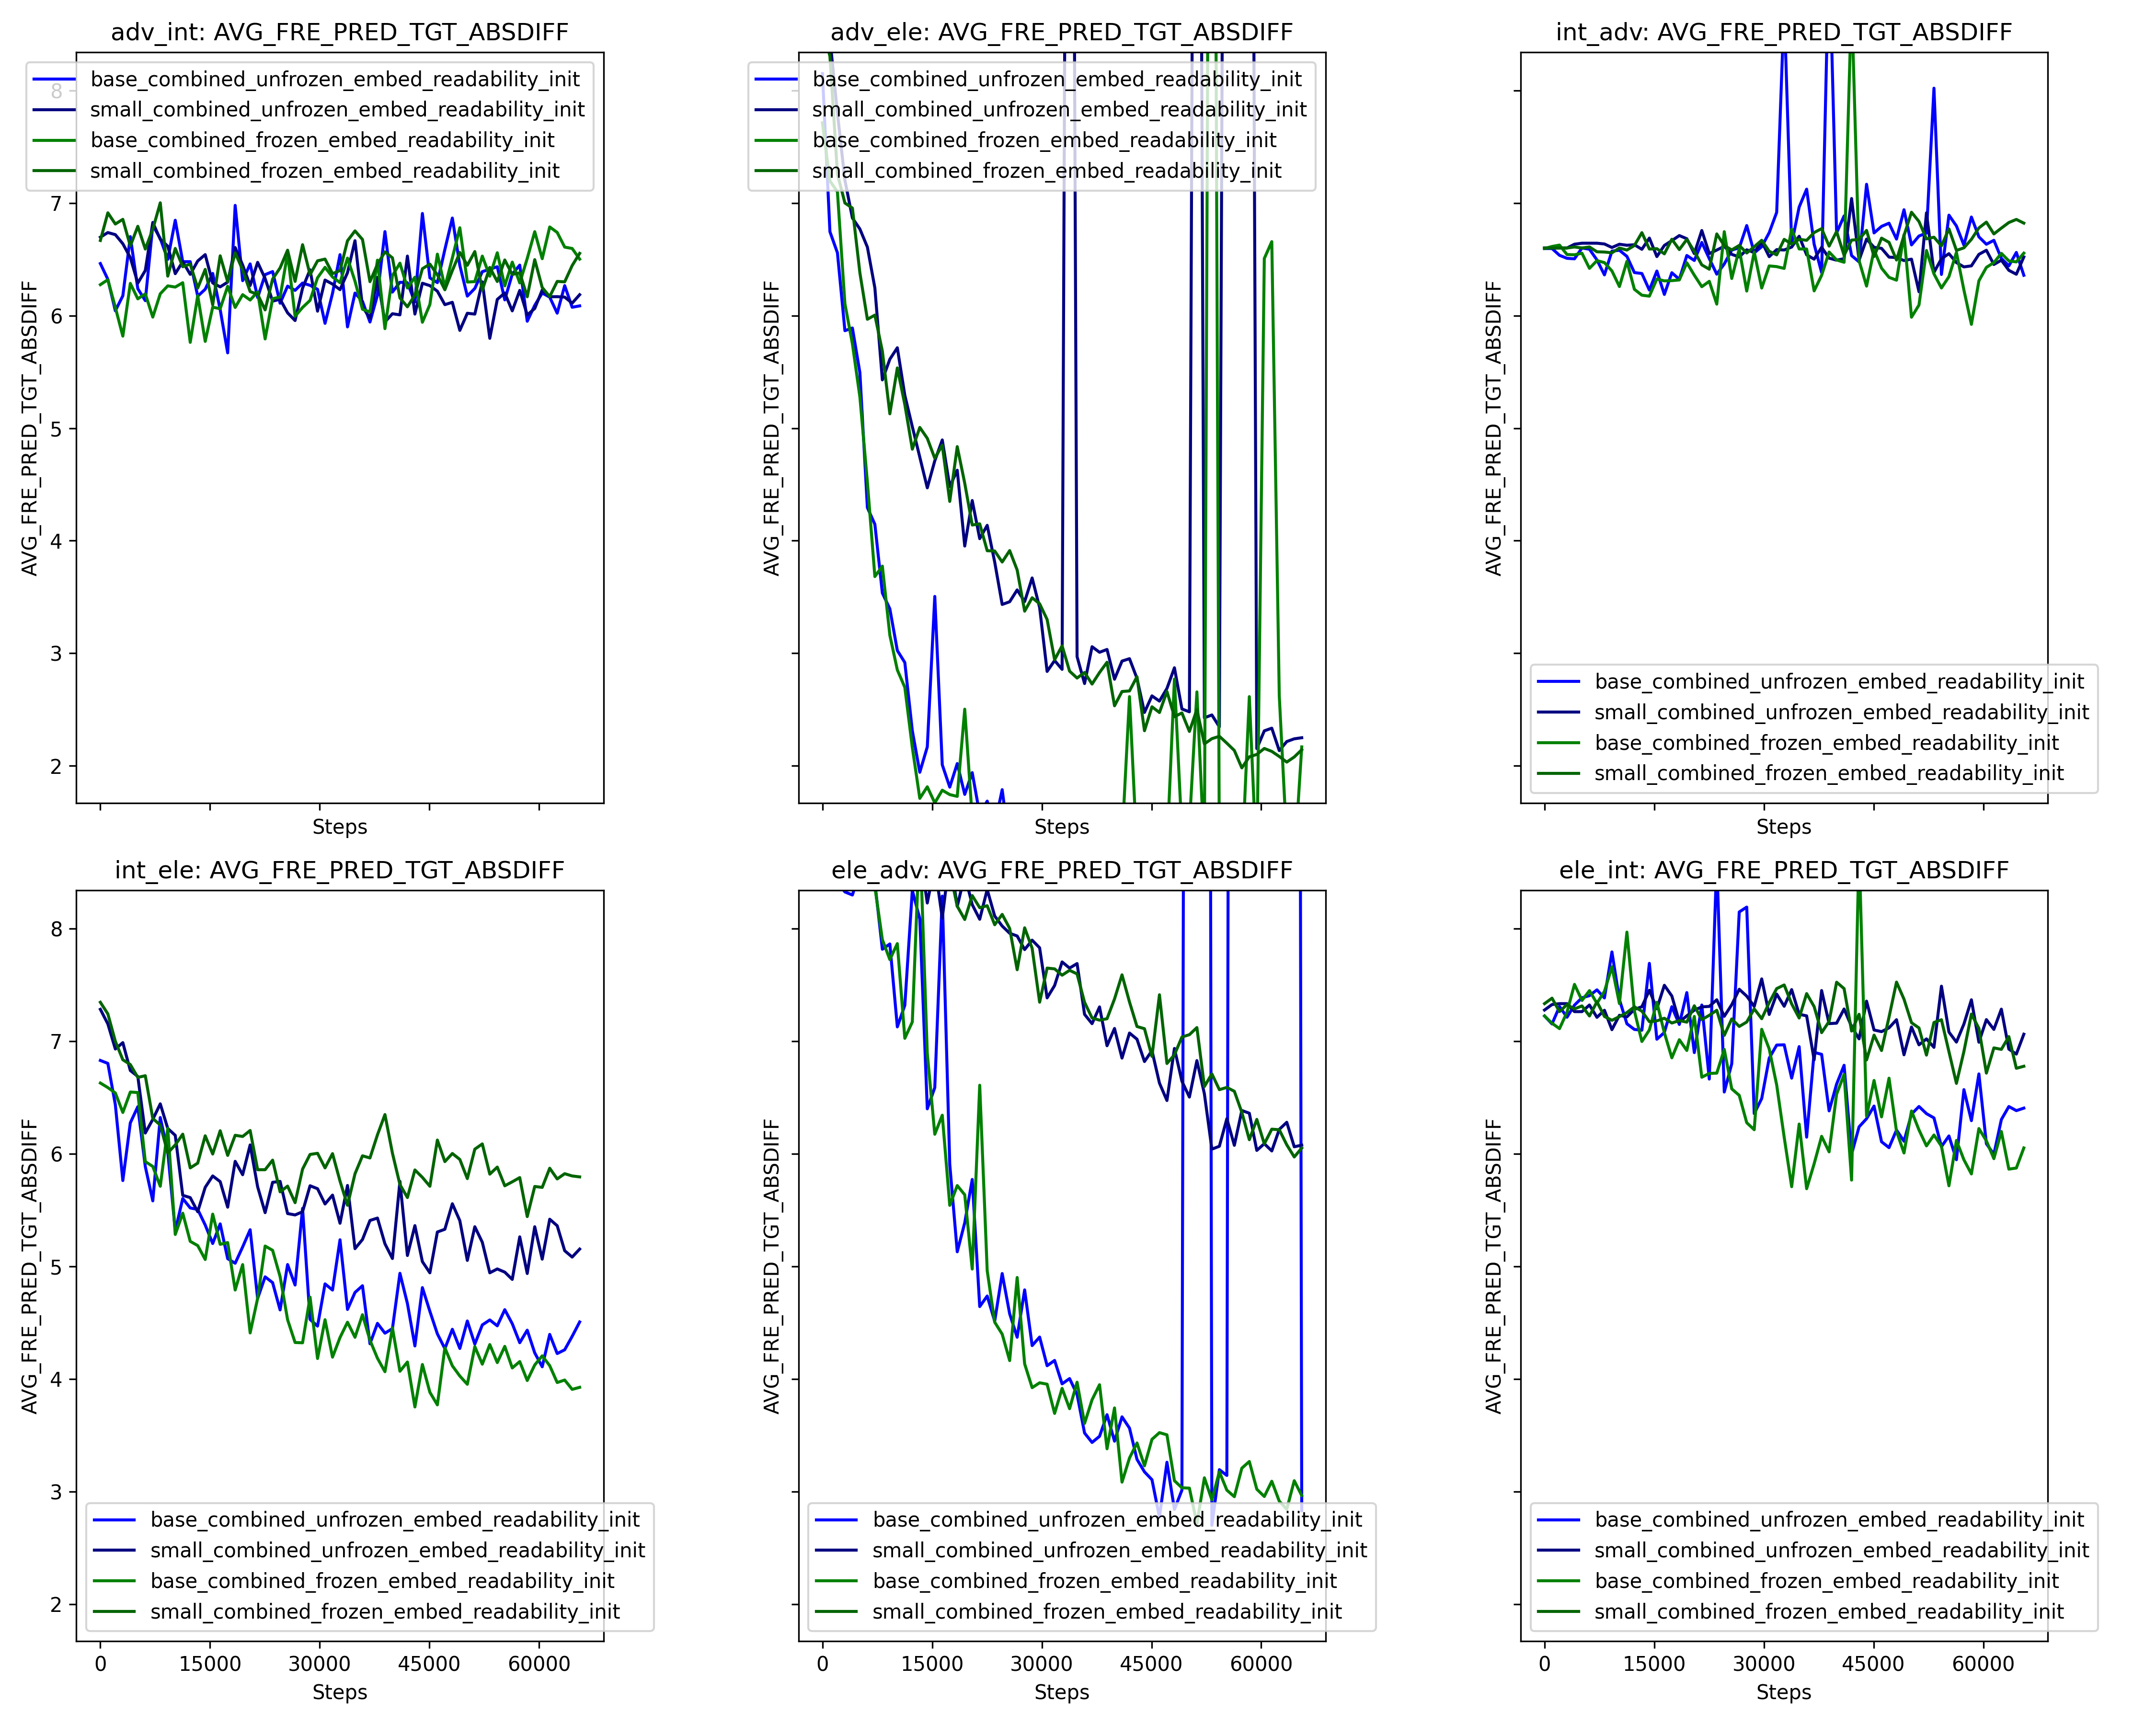 adv_int: AVG_FRE_PRED_TGT_ABSDIFF
base_combined_unfrozen_embed_readability_init
small_combined_unfrozen_embed_readability_init
base_combined_frozen_embed_readability_init
small_combined_frozen_embed_readability_init
8
7
6
5
4
3
2
AVG_FRE_PRED_TGT_ABSDIFF
Steps
adv_ele: AVG_FRE_PRED_TGT_ABSDIFF
base_combined_unfrozen_embed_readability_init
small_combined_unfrozen_embed_readability_init
base_combined_frozen_embed_readability_init
small_combined_frozen_embed_readability_init
AVG_FRE_PRED_TGT_ABSDIFF
Steps
int_adv: AVG_FRE_PRED_TGT_ABSDIFF
AVG_FRE_PRED_TGT_ABSDIFF
base_combined_unfrozen_embed_readability_init
small_combined_unfrozen_embed_readability_init
base_combined_frozen_embed_readability_init
small_combined_frozen_embed_readability_init
Steps
int_ele: AVG_FRE_PRED_TGT_ABSDIFF
8
7
6
5
4
3
2
AVG_FRE_PRED_TGT_ABSDIFF
base_combined_unfrozen_embed_readability_init
small_combined_unfrozen_embed_readability_init
base_combined_frozen_embed_readability_init
small_combined_frozen_embed_readability_init
0 15000 30000 45000 60000
Steps
ele_adv: AVG_FRE_PRED_TGT_ABSDIFF
AVG_FRE_PRED_TGT_ABSDIFF
base_combined_unfrozen_embed_readability_init
small_combined_unfrozen_embed_readability_init
base_combined_frozen_embed_readability_init
small_combined_frozen_embed_readability_init
0 15000 30000 45000 60000
Steps
ele_int: AVG_FRE_PRED_TGT_ABSDIFF
AVG_FRE_PRED_TGT_ABSDIFF
base_combined_unfrozen_embed_readability_init
small_combined_unfrozen_embed_readability_init
base_combined_frozen_embed_readability_init
small_combined_frozen_embed_readability_init
0 15000 30000 45000 60000
Steps